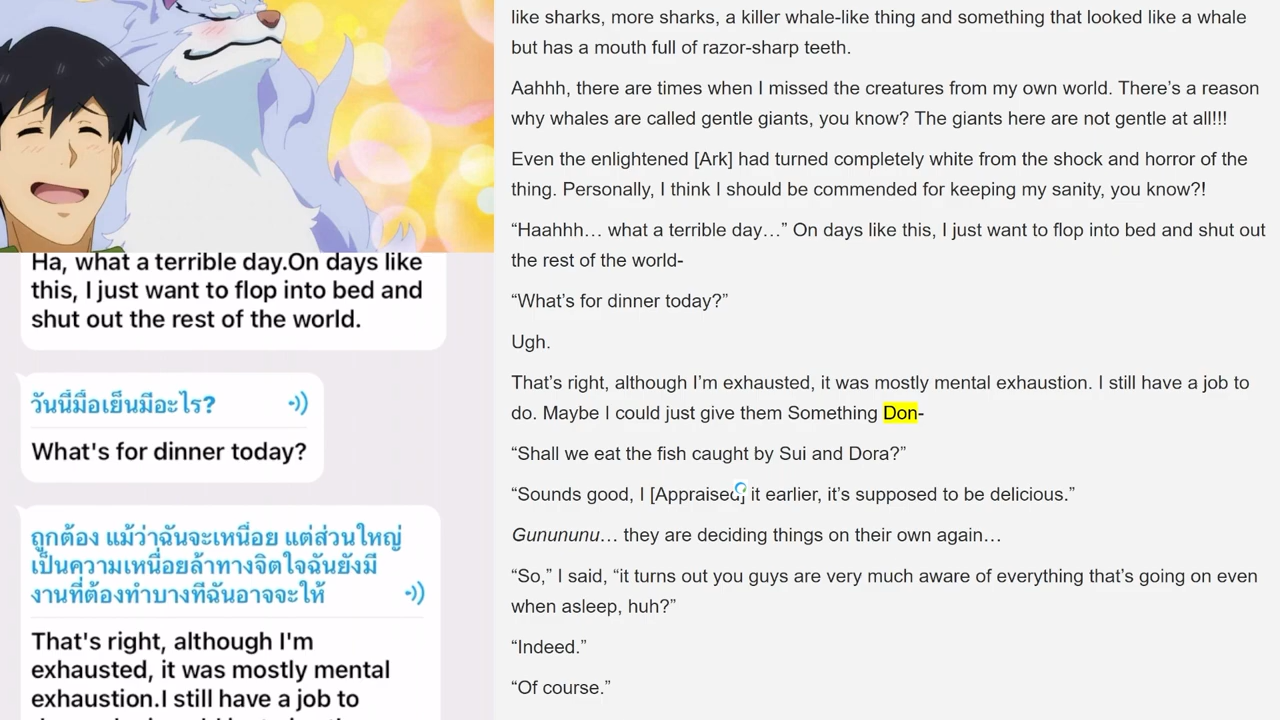 Ha, what a terrible day.On days like
this, I just want to flop into bed and
shut out the rest of the world.
วันนี้มื้อเย็นมีอะไร?
What's for dinner today?
ถูกต้อง แม้ว่าฉันจะเหนื่อย แต่ส่วนใหญ่
เป็นความเหนื่อยล้าทางจิตใจฉันยังมี
งานที่ต้องทำบางทีฉันอาจจะให้
That's right, although I'm
exhausted, it was mostly mental
exhaustion.I still have a job to
like sharks, more sharks, a killer whale-like thing and something that looked like a whale
but has a mouth full of razor-sharp teeth.
Aahhh, there are times when I missed the creatures from my own world. There’s a reason
why whales are called gentle giants, you know? The giants here are not gentle at all!!!
Even the enlightened [Ark] had turned completely white from the shock and horror of the
thing. Personally, I think I should be commended for keeping my sanity, you know?!
“Haahhh… what a terrible day…” On days like this, I just want to flop into bed and shut out
the rest of the world-
“What’s for dinner today?”
Ugh.
That’s right, although I’m exhausted, it was mostly mental exhaustion. I still have a job to
do. Maybe I could just give them Something Don-
“Shall we eat the fish caught by Sui and Dora?”
“Sounds good, I [Appraised] it earlier, it’s supposed to be delicious.”
Gunununu… they are deciding things on their own again…
“So,” I said, “it turns out you guys are very much aware of everything that’s going on even
when asleep, huh?”
“Indeed.”
“Of course.”